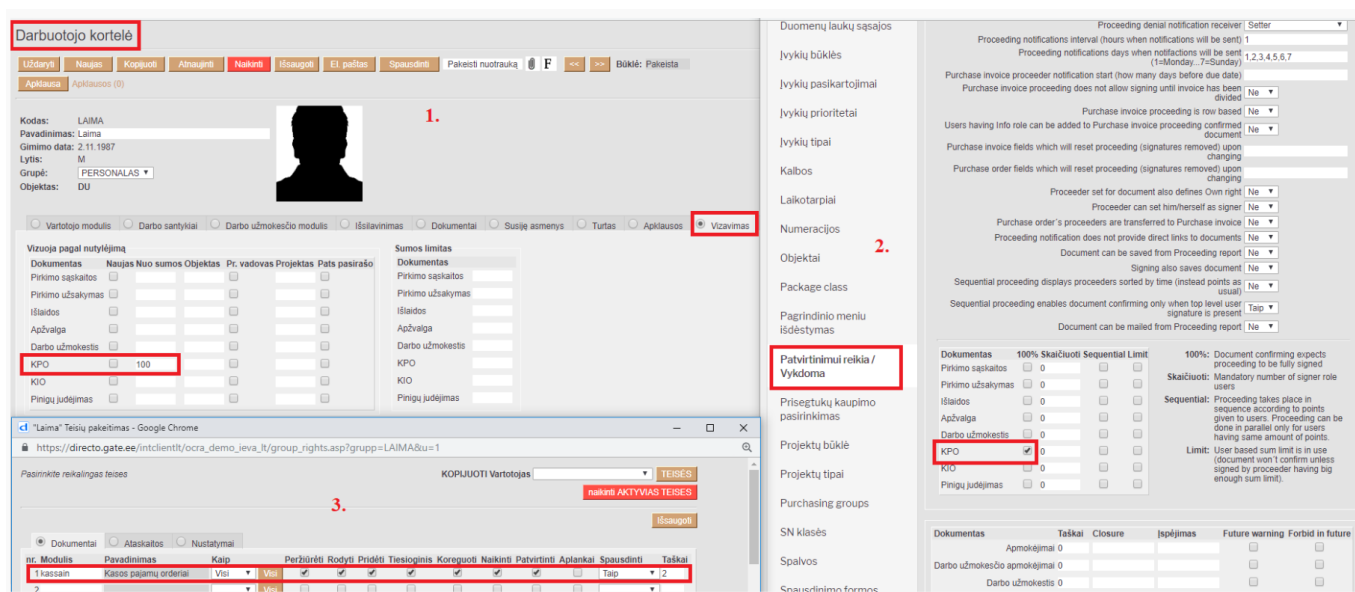 Darbuotojo kortelė
Uždaryti Naujas Kopijuoti Atnaujinti Naikinti Išsaugoti El. paštas Spausdinti Pakeisti nuotrauką F << >> Būklė: Pakeista
Apklausa Apklausos (0)
1.
Kodas: LAIMA
Pavadinimas: Laima
Gimimo data: 2.11.1987
Lytis: M
Grupė: PERSONALAS
Objektas: DU
Vartotojo modulis Darbo santykiai Darbo užmokesčio modulis Išsilavinimas Dokumentai Susiję asmenys Turtas Apklausos Vizavimas
Vizuoja pagal nutylėjimą
Dokumentas Naujas Nuo sumos Objektas Pr. vadovas Projektas Pats pasirašo
Pirkimo sąskaitos
Pirkimo užsakymas
Išlaidos
Apžvalga
Darbo užmokestis
KPO 100
KIO
Pinigų judėjimas
Sumos limitas
Dokumentas
Pirkimo sąskaitos
Pirkimo užsakymas
Išlaidos
Apžvalga
Darbo užmokestis
KPO
KIO
Pinigų judėjimas
"Laima" Teisių pakeitimas - Google Chrome
https://directo.gate.ee/intclientlt/ocra_demo_ieva_lt/group_rights.asp?grupp=LAIMA&u=1
Pasirinkite reikalingas teises
KOPIJUOTI Vartotojas TEISĖS
naikinti AKTYVIAS TEISES
3.
Išsaugoti
Dokumentai Ataskaitos Nustatymai
nr. Modulis Pavadinimas Kaip Peržiūrėti Rodyti Pridėti Tiesioginis Koreguoti Naikinti Patvirtinti Aplankai Spausdinti Taškai
1 kassain Kasos pajamų orderiai Visi Visi Taip 2
2 Visi
Duomenų laukų sąsajos
Įvykių būklės
Įvykių pasikartojimai
Įvykių prioritetai
Įvykių tipai
Kalbos
Laikotarpiai
Numeracijos
Objektai
Package class
Pagrindinio meniu
išdėstymas
Patvirtinimui reikia /
Vykdoma
Prisegtukų kaupimo
pasirinkimas
Projektų būklė
Projektų tipai
Purchasing groups
SN klasės
Spalvos
Spausdinimo formos
2.
Proceeding denial notification receiver Setter
Proceeding notifications interval (hours when notifications will be sent) 1
Proceeding notifications days when notifactions will be sent
(1=Monday...7=Sunday) 1,2,3,4,5,6,7
Purchase invoice proceeder notification start (how many days before due date)
Purchase invoice proceeding does not allow signing until invoice has been
divided Ne
Purchase invoice proceeding is row based Ne
Users having Info role can be added to Purchase invoice proceeding confirmed
document Ne
Purchase invoice fields which will reset proceeding (signatures removed) upon
changing
Purchase order fields which will reset proceeding (signatures removed) upon
changing
Proceeder set for document also defines Own right Ne
Proceeder can set him/herself as signer Ne
Purchase order`s proceeders are transferred to Purchase invoice Ne
Proceeding notification does not provide direct links to documents Ne
Document can be saved from Proceeding report Ne
Signing also saves document Ne
Sequential proceeding displays proceeders sorted by time (instead points as
usual) Ne
Sequential proceeding enables document confirming only when top level user
signature is present Taip
Document can be mailed from Proceeding report Ne
Dokumentas 100% Skaičiuoti Sequential Limit
Pirkimo sąskaitos 0
Pirkimo užsakymas 0
Išlaidos 0
Apžvalga 0
Darbo užmokestis 0
KPO 0
KIO 0
Pinigų judėjimas 0
100%: Document confirming expects
proceeding to be fully signed
Skaičiuoti: Mandatory number of signer role
users
Sequential: Proceeding takes place in
sequence according to points
given to users. Proceeding can be
done in parallel only for users
having same amount of points.
Limit: User based sum limit is in use
(document won`t confirm unless
signed by proceeder having big
enough sum limit).
Dokumentas Taškai Closure Įspėjimas Future warning Forbid in future
Apmokėjimai 0
Darbo užmokesčio apmokėjimai 0
Darbo užmokestis 0